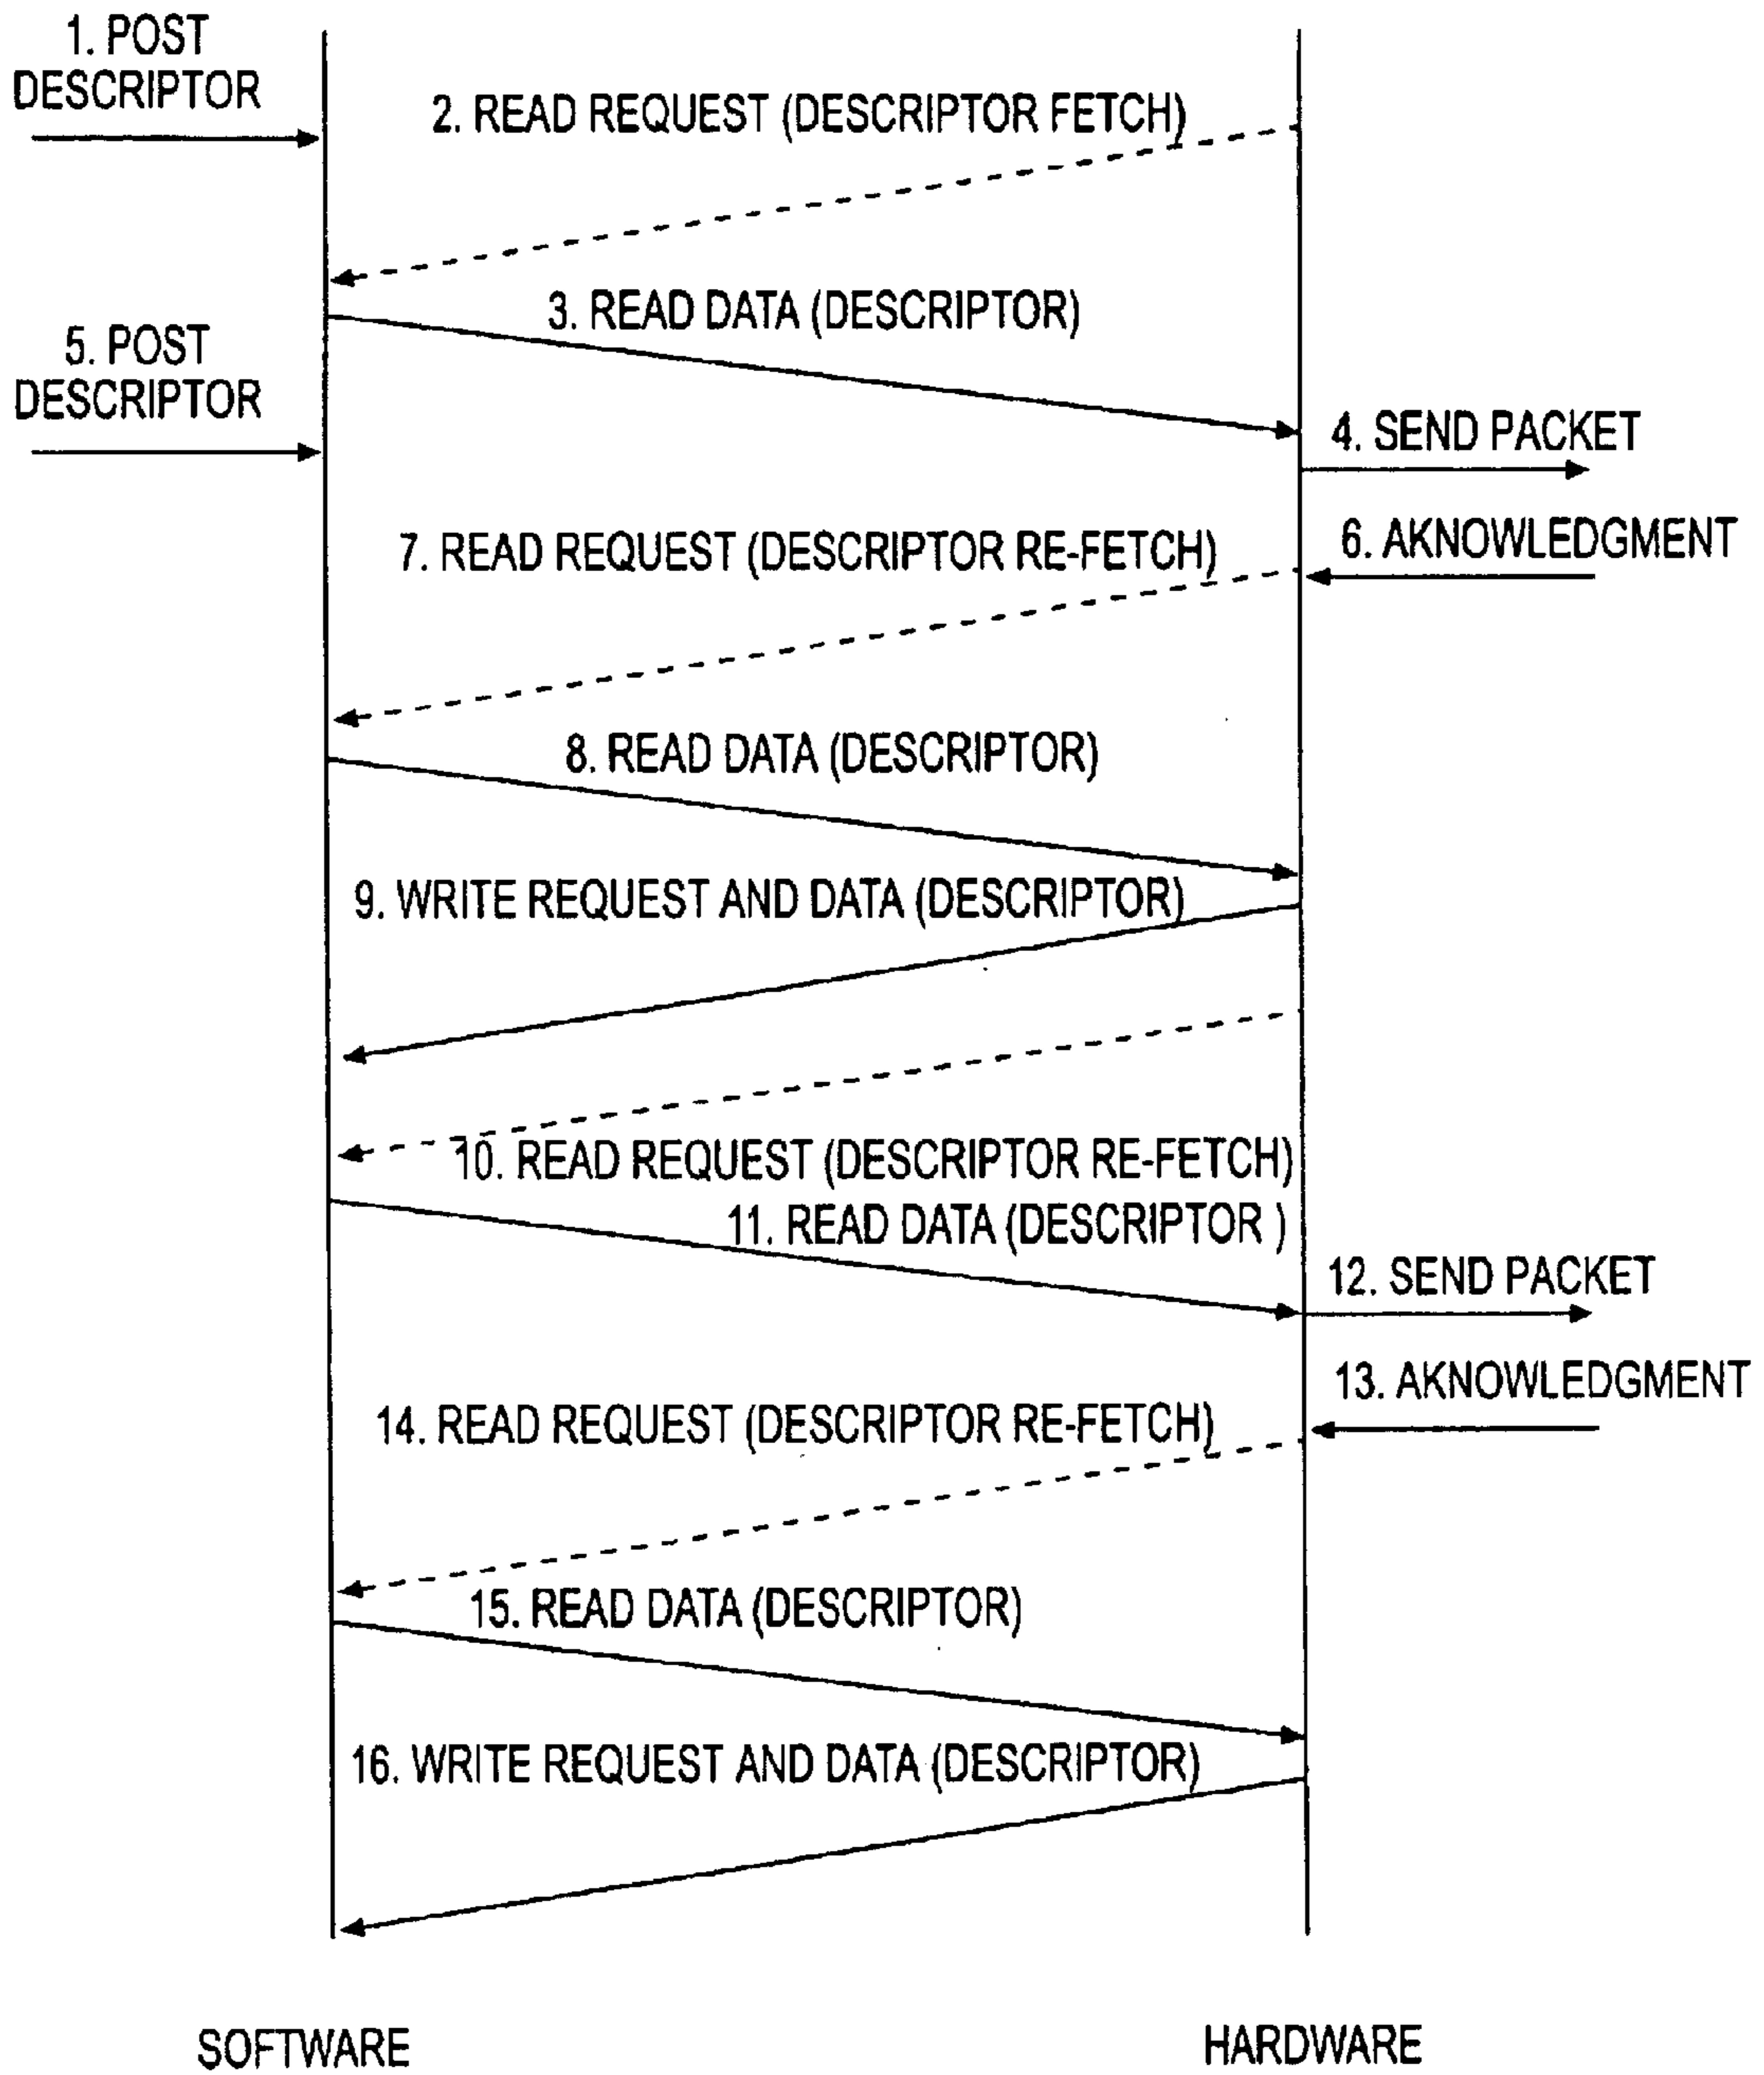 1. POST
DESCRIPTOR
2. READ REQUEST (DESCRIPTOR FETCH)
3. READ DATA (DESCRIPTOR)
5. POST
DESCRIPTOR
4. SEND PACKET
7. READ REQUEST (DESCRIPTOR RE-FETCH)
6. AKNOWLEDGMENT
8. READ DATA (DESCRIPTOR)
9. WRITE REQUEST AND DATA (DESCRIPTOR)
10. READ REQUEST (DESCRIPTOR RE-FETCH)
11. READ DATA (DESCRIPTOR )
12. SEND PACKET
13. AKNOWLEDGMENT
14. READ REQUEST (DESCRIPTOR RE-FETCH)
15. READ DATA (DESCRIPTOR)
16. WRITE REQUEST AND DATA (DESCRIPTOR)
SOFTWARE
HARDWARE